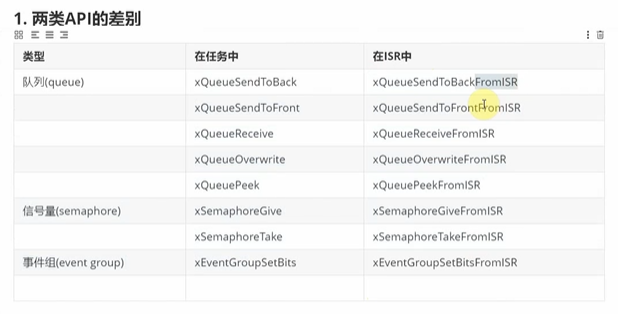 1. 两类API的差别
类型 在任务中 在ISR中
队列(queue) xQueueSendToBack xQueueSendToBackFromISR
xQueueSendToFront xQueueSendToFrontFromISR
xQueueReceive xQueueReceiveFromISR
xQueueOverwrite xQueueOverwriteFromISR
xQueuePeek xQueuePeekFromISR
信号量(semaphore) xSemaphoreGive xSemaphoreGiveFromISR
xSemaphoreTake xSemaphoreTakeFromISR
事件组(event group) xEventGroupSetBits xEventGroupSetBitsFromISR